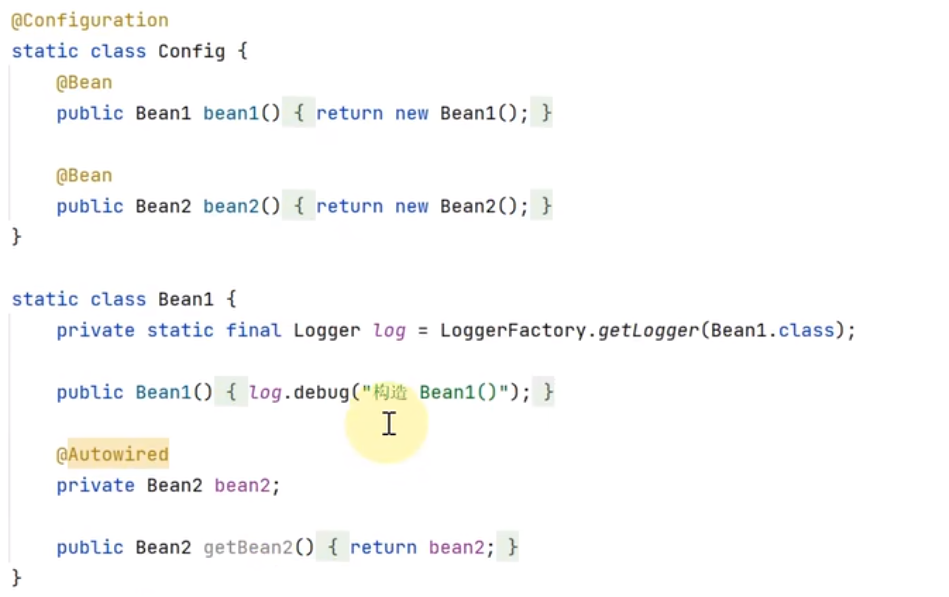 @Configuration
static class Config {
@Bean
public Bean1 bean1() { return new Bean1(); }
@Bean
public Bean2 bean2() { return new Bean2(); }
}
static class Bean1 {
private static final Logger log = LoggerFactory.getLogger(Bean1.class);
public Bean1() { log.debug("构造 Bean1()"); }
@Autowired
private Bean2 bean2;
public Bean2 getBean2() { return bean2; }
}